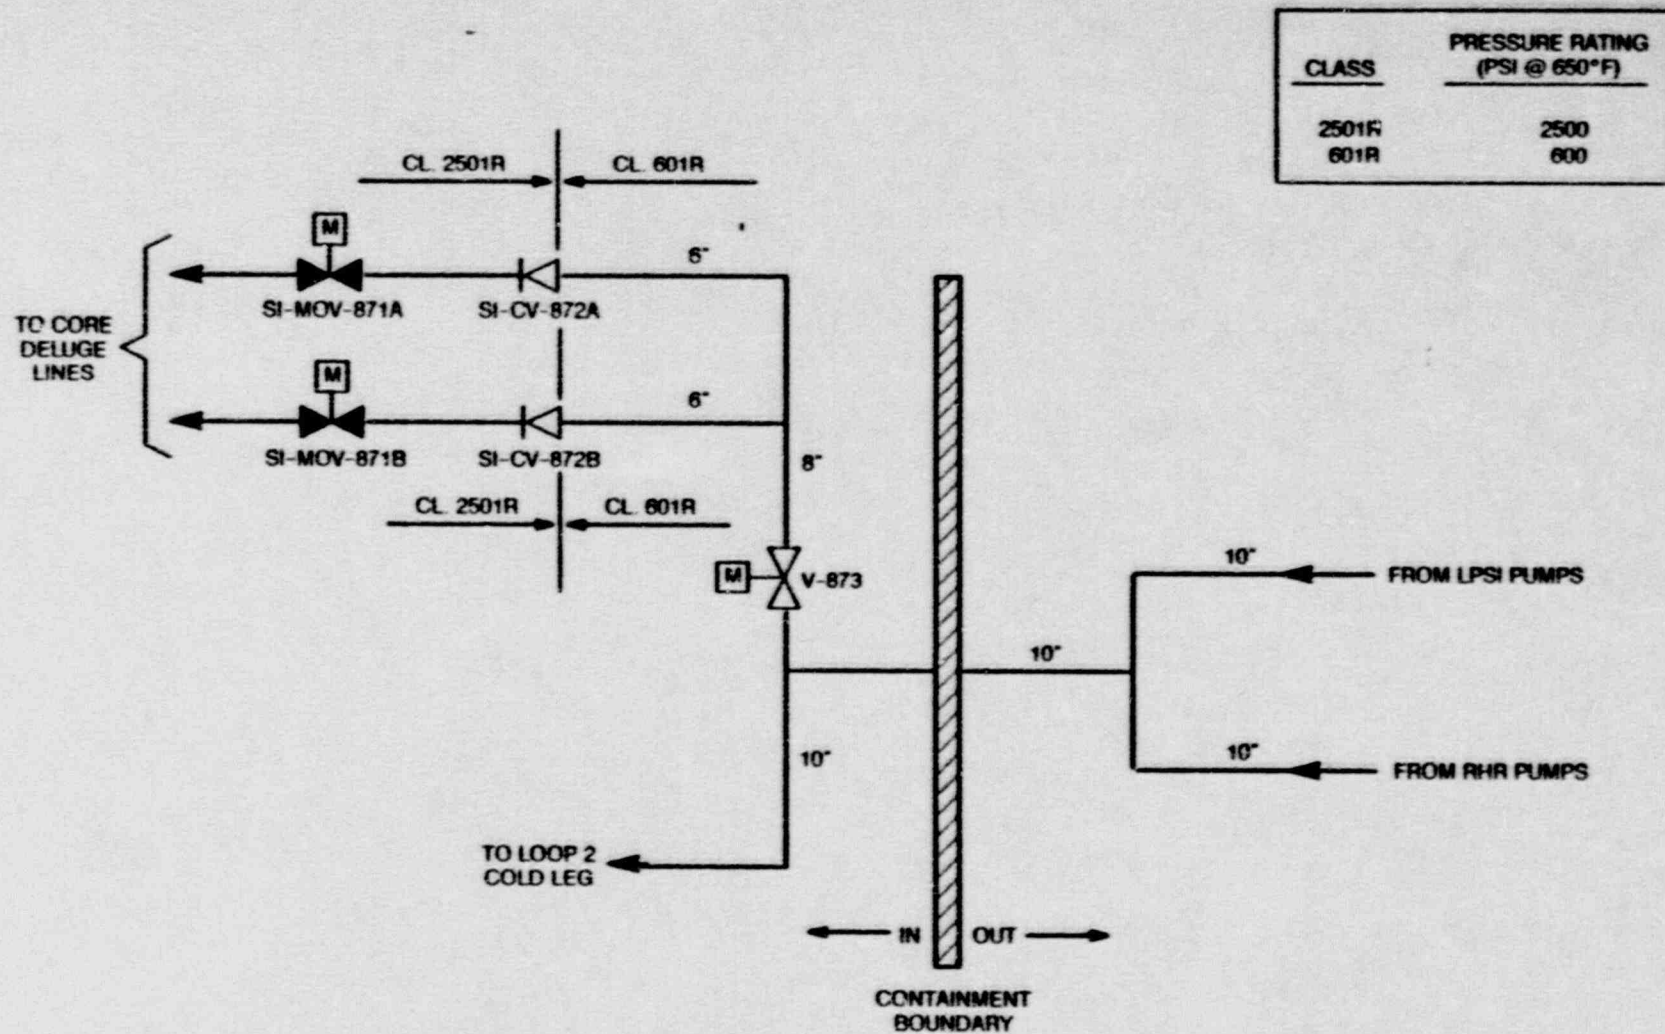 CLASS PRESSURE RATING
(PSI @ 650°F)
2501R 2500
601R 600
CL. 2501R CL. 601R
M
6"
SI-MOV-871A SI-CV-872A
TO CORE
DELUGE
LINES
M
6"
SI-MOV-871B SI-CV-872B
8"
CL. 2501R CL. 601R
M V-873
10" FROM LPSI PUMPS
10"
10"
10" FROM RHR PUMPS
TO LOOP 2
COLD LEG
IN OUT
CONTAINMENT
BOUNDARY